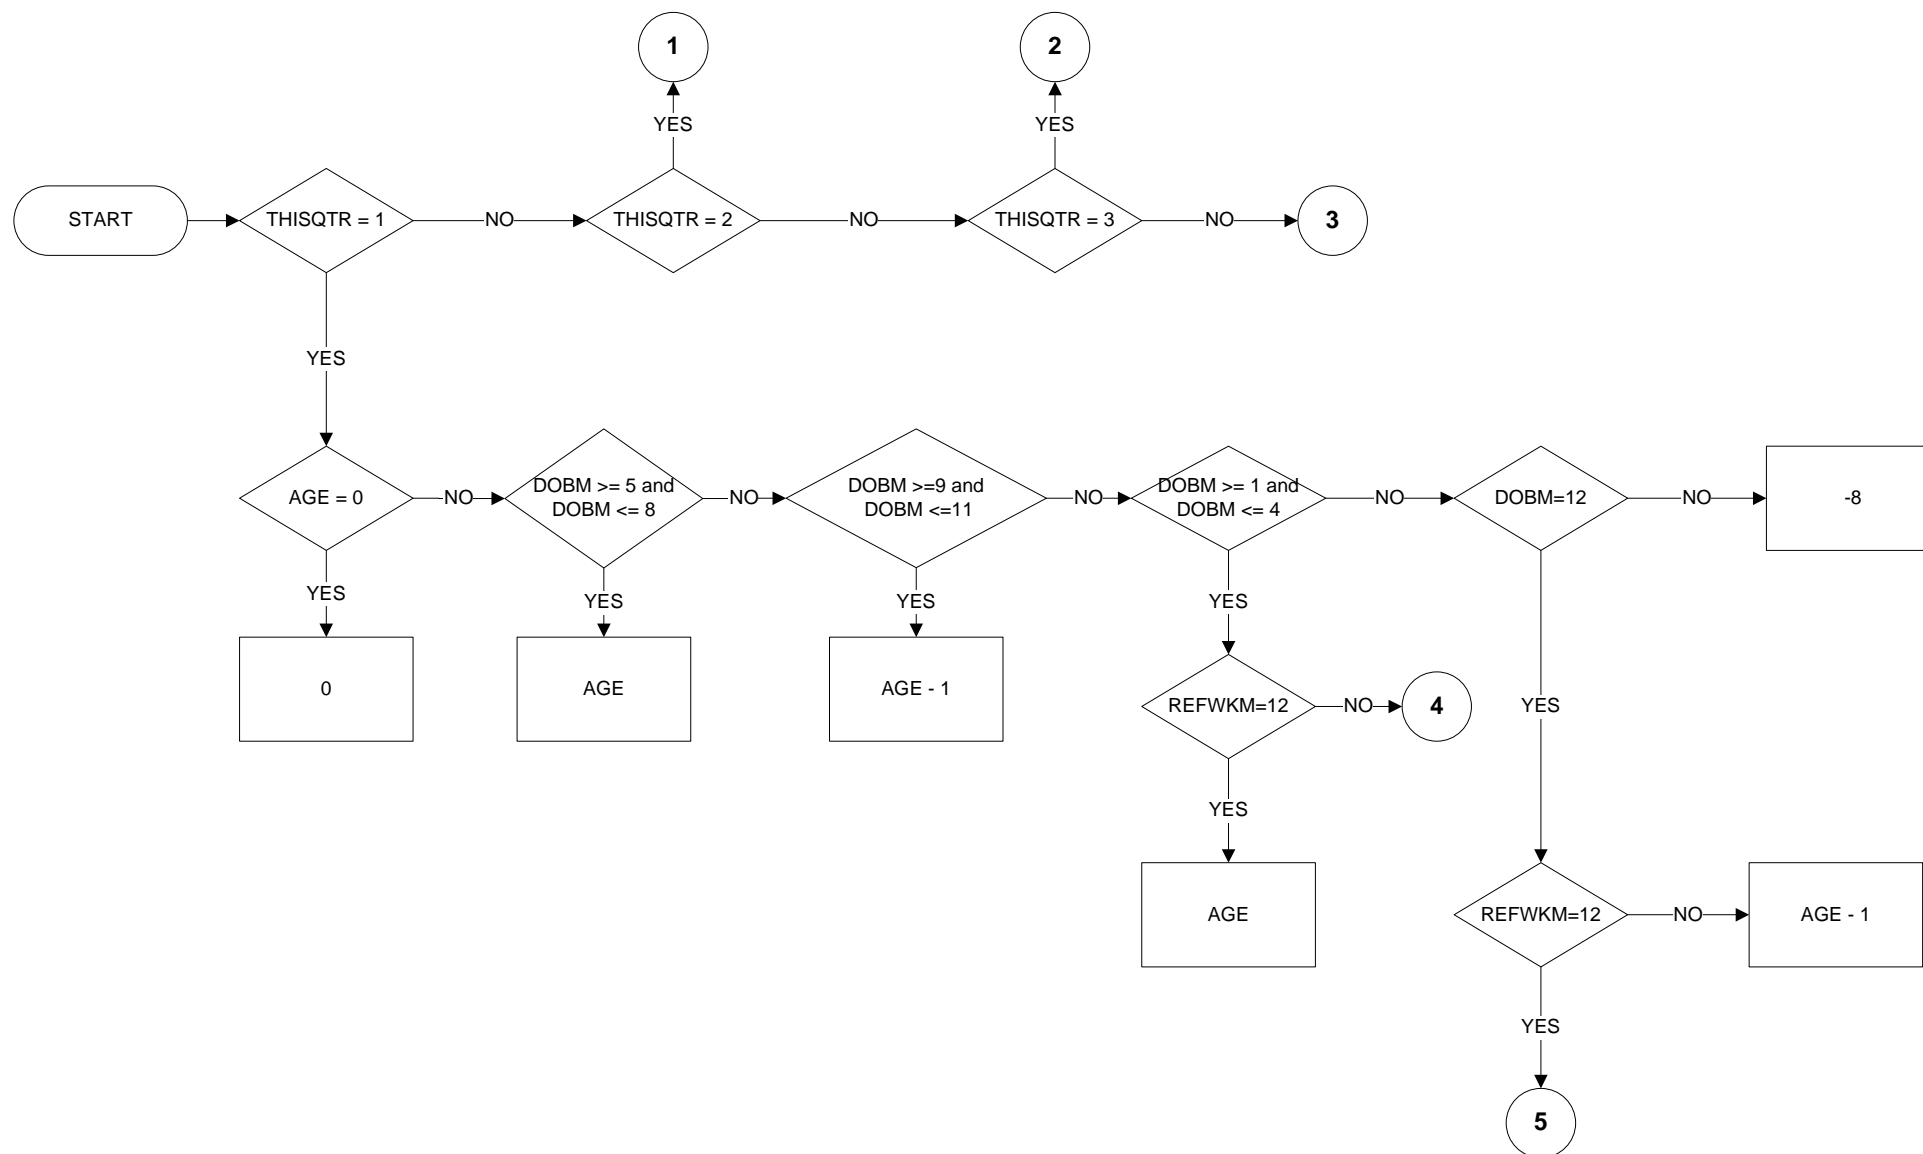 1
2
YES
YES
START
THISQTR = 1
NO
THISQTR = 2
NO
THISQTR = 3
NO
3
YES
AGE = 0
NO
DOBM >= 5 and
DOBM <= 8
NO
DOBM >=9 and
DOBM <=11
NO
DOBM >= 1 and
DOBM <= 4
NO
DOBM=12
NO
-8
YES
YES
YES
YES
0
AGE
AGE - 1
REFWKM=12
NO
4
YES
YES
AGE
REFWKM=12
NO
AGE - 1
YES
5